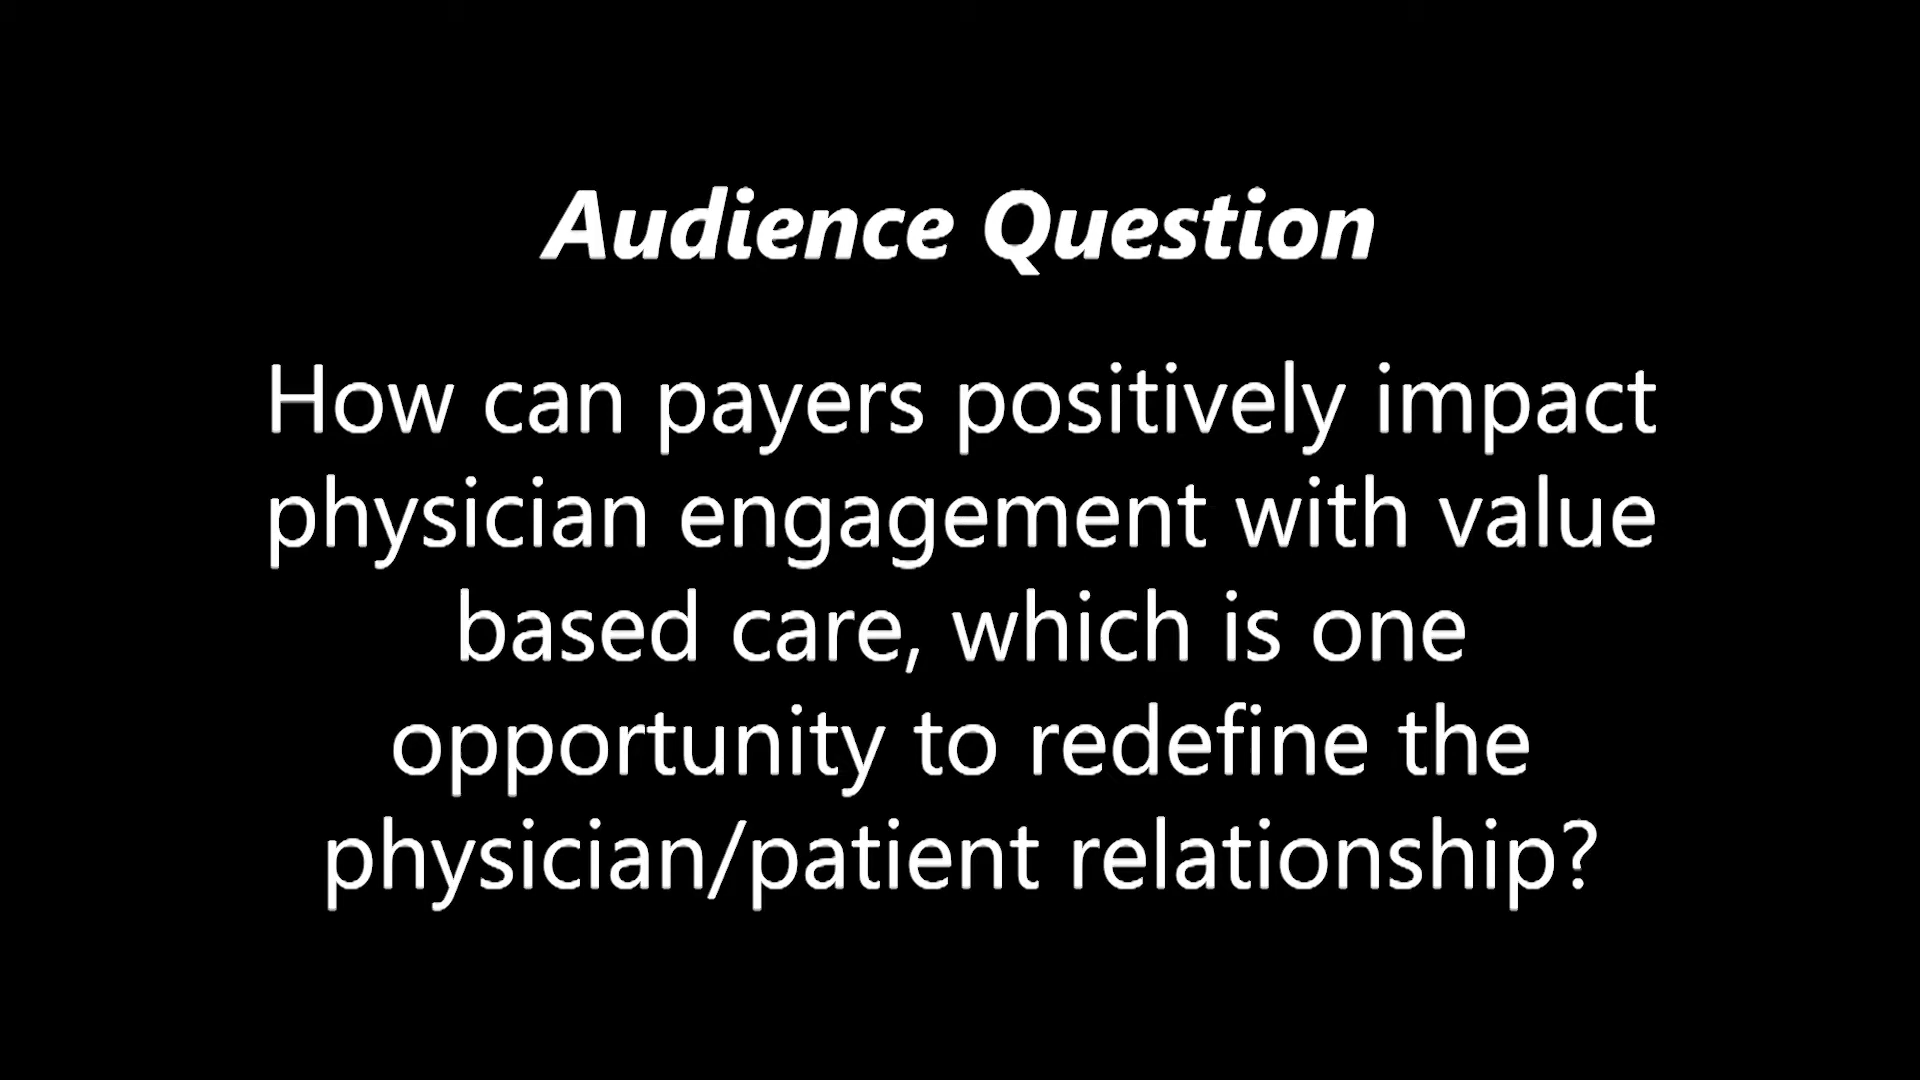 Audience Question
How can payers positively impact
physician engagement with value
based care, which is one
opportunity to redefine the
physician/patient relationship?